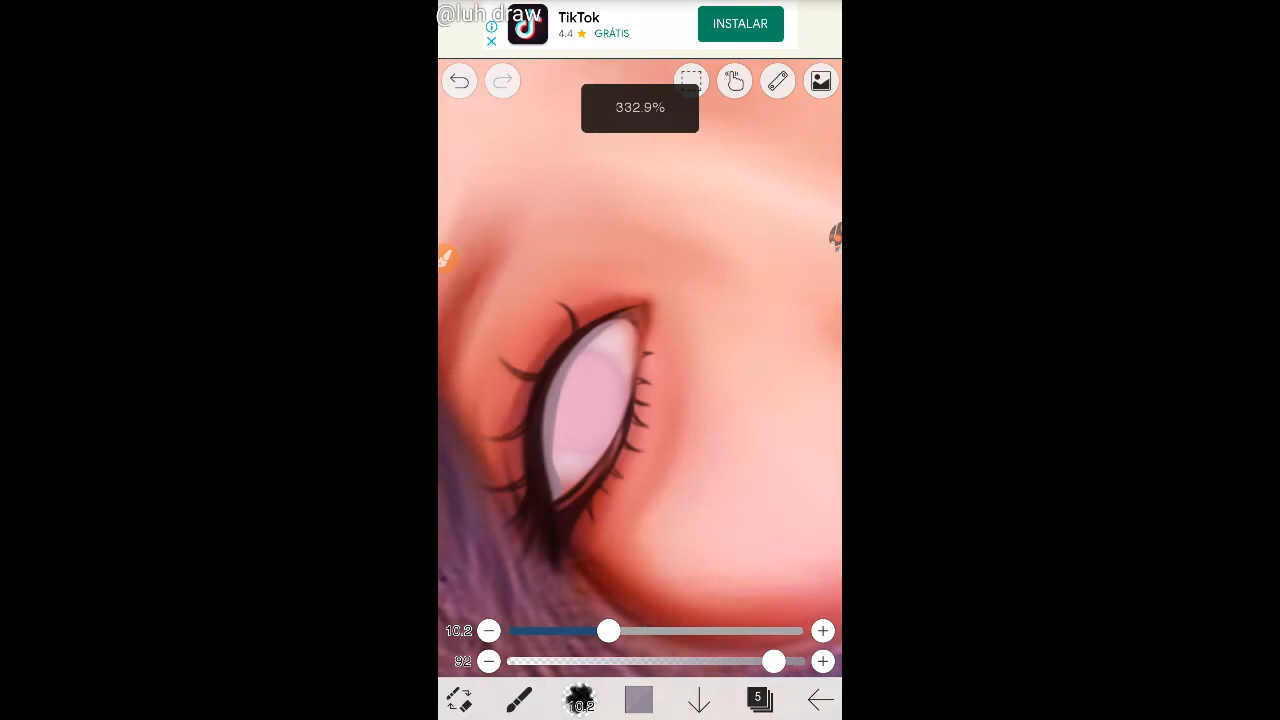 @luh draw
TikTok
4.4 ★ GRÁTIS
INSTALAR
332.9%
10.2
92
10.2
5